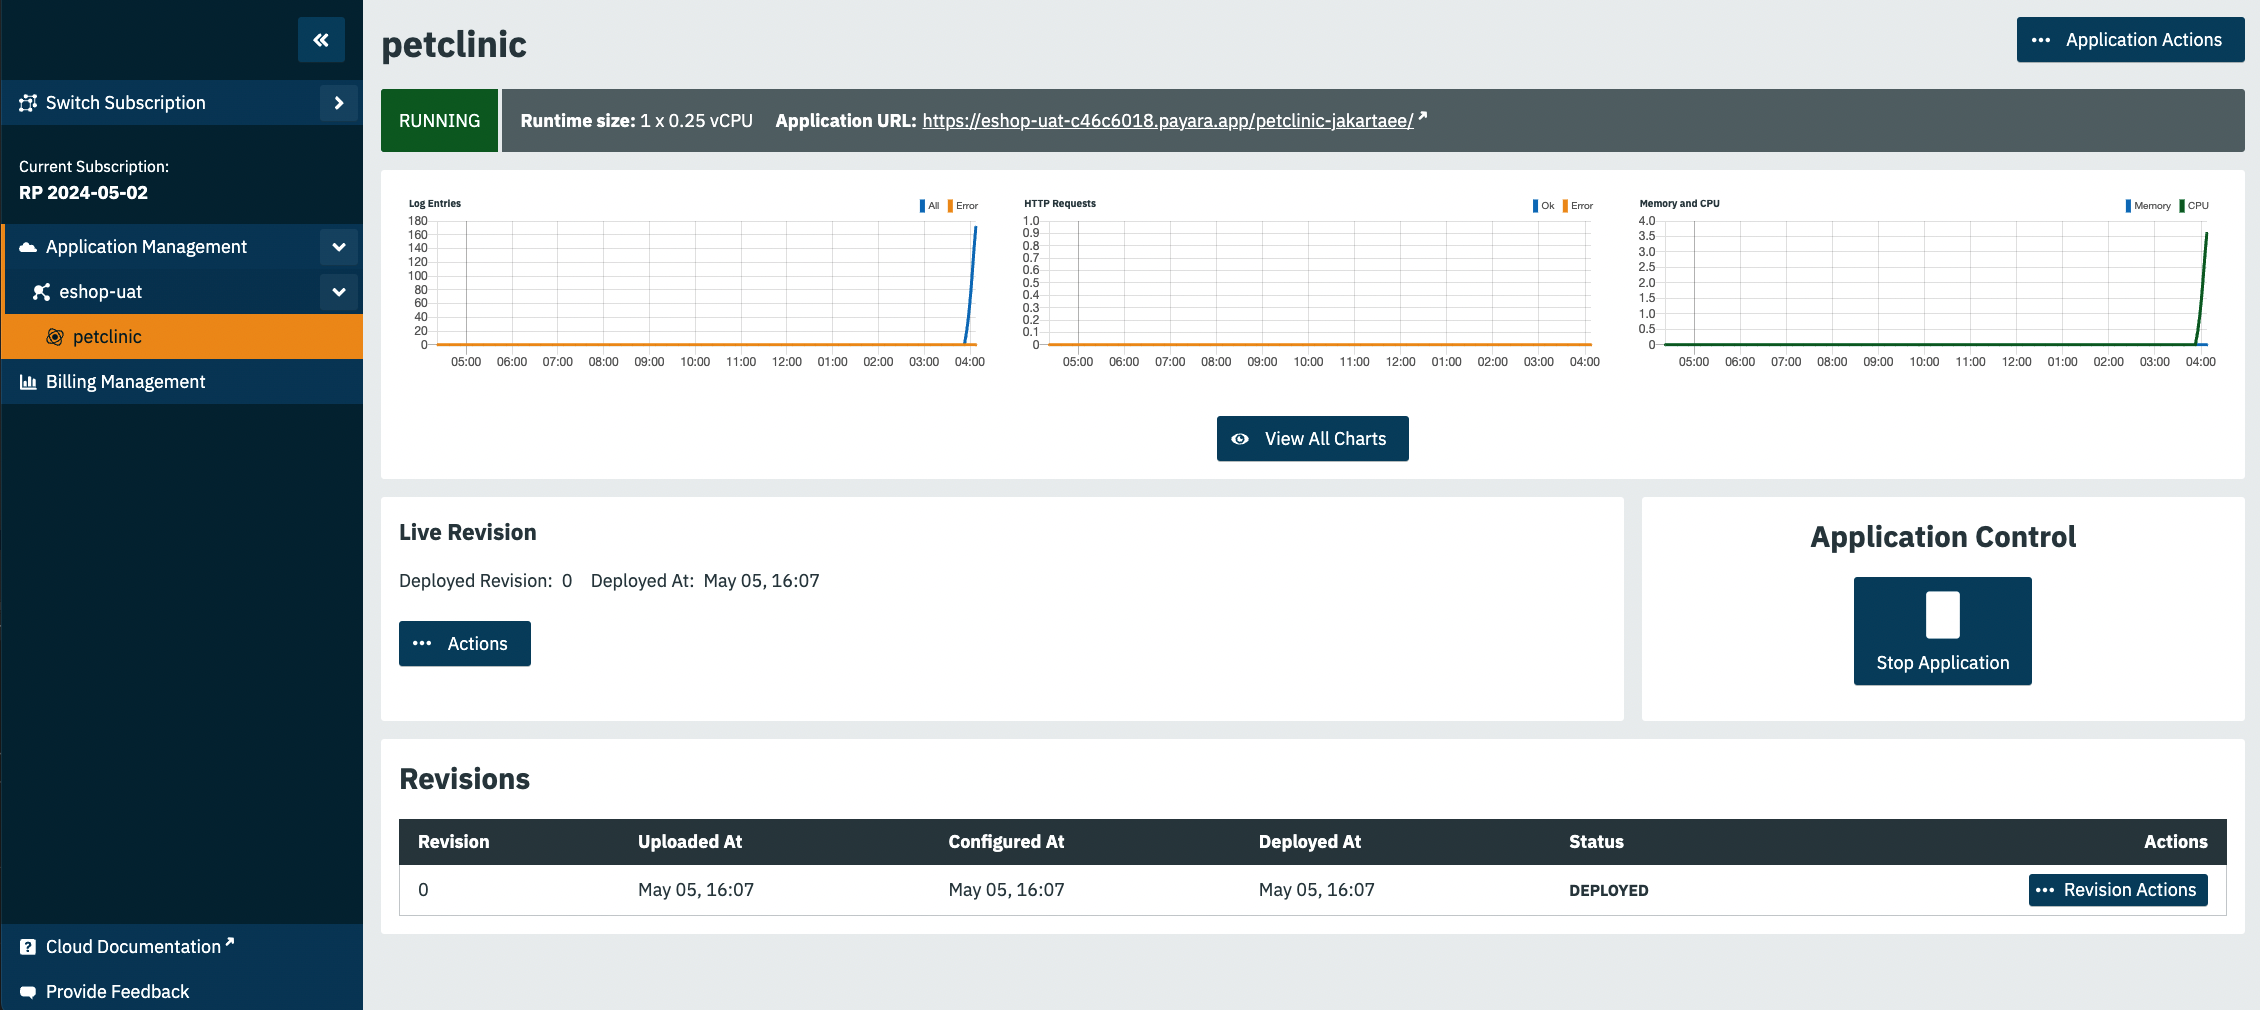 petclinic
Application Actions
Switch Subscription
RUNNING
Runtime size: 1 x 0.25 vCPU Application URL: https://eshop-uat-c46c6018.payara.app/petclinic-jakartaee/
Current Subscription:
RP 2024-05-02
Application Management
eshop-uat
petclinic
Billing Management
Log Entries
All Error
180
160
140
120
100
80
60
40
20
0
05:00 06:00 07:00 08:00 09:00 10:00 11:00 12:00 01:00 02:00 03:00 04:00
HTTP Requests
Ok Error
1.0
0.9
0.8
0.7
0.6
0.5
0.4
0.3
0.2
0.1
0
05:00 06:00 07:00 08:00 09:00 10:00 11:00 12:00 01:00 02:00 03:00 04:00
Memory and CPU
Memory CPU
4.0
3.5
3.0
2.5
2.0
1.5
1.0
0.5
0
05:00 06:00 07:00 08:00 09:00 10:00 11:00 12:00 01:00 02:00 03:00 04:00
View All Charts
Live Revision
Deployed Revision: 0 Deployed At: May 05, 16:07
Actions
Application Control
Stop Application
Revisions
Revision Uploaded At Configured At Deployed At Status Actions
0 May 05, 16:07 May 05, 16:07 May 05, 16:07 DEPLOYED Revision Actions
Cloud Documentation
Provide Feedback